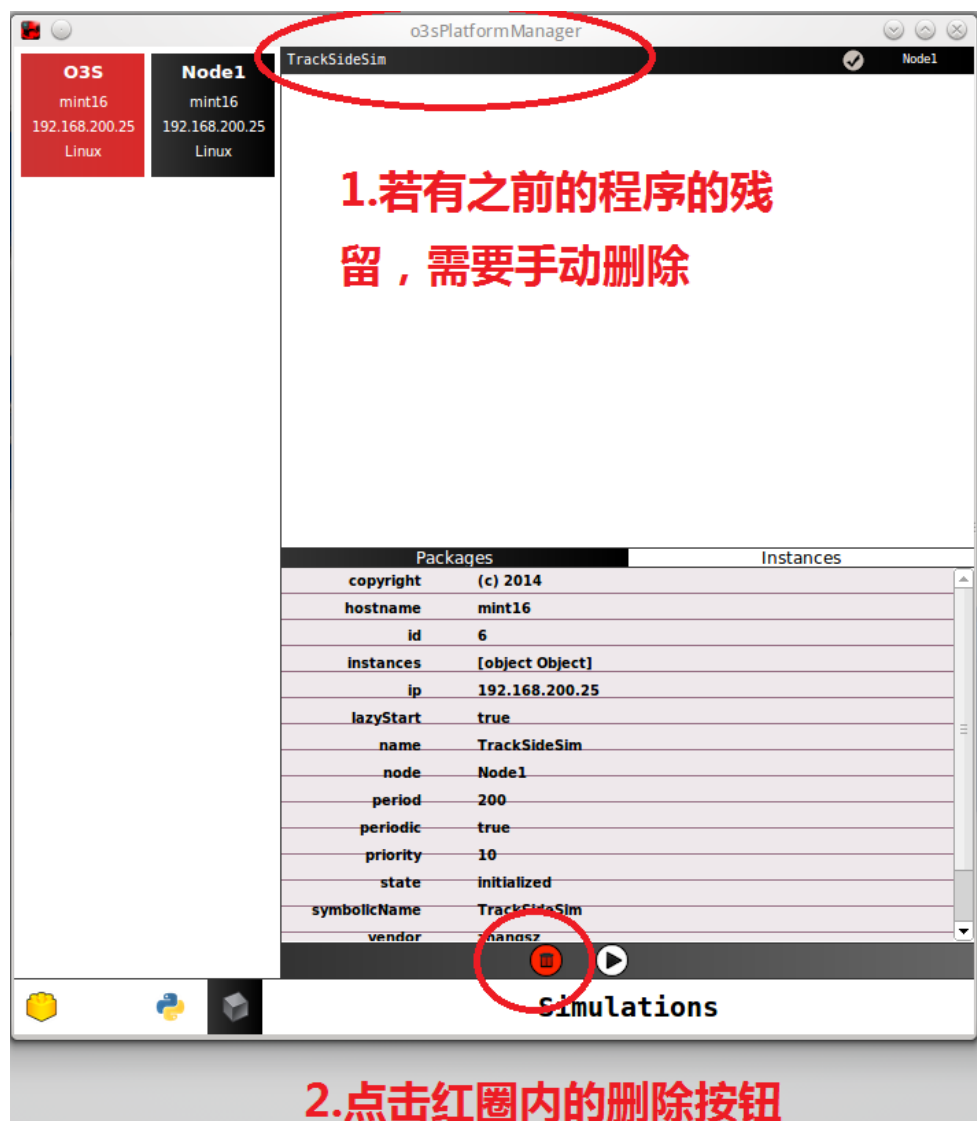 o3sPlatformManager
O3S
mint16
192.168.200.25
Linux
Node1
mint16
192.168.200.25
Linux
TrackSideSim
Node1
1.若有之前的程序的残
留，需要手动删除
Packages
Instances
copyright (c) 2014
hostname mint16
id 6
instances [object Object]
ip 192.168.200.25
lazyStart true
name TrackSideSim
node Node1
period 200
periodic true
priority 10
state initialized
symbolicName TrackSideSim
vendor zhangsz
Simulations
2.点击红圈内的删除按钮